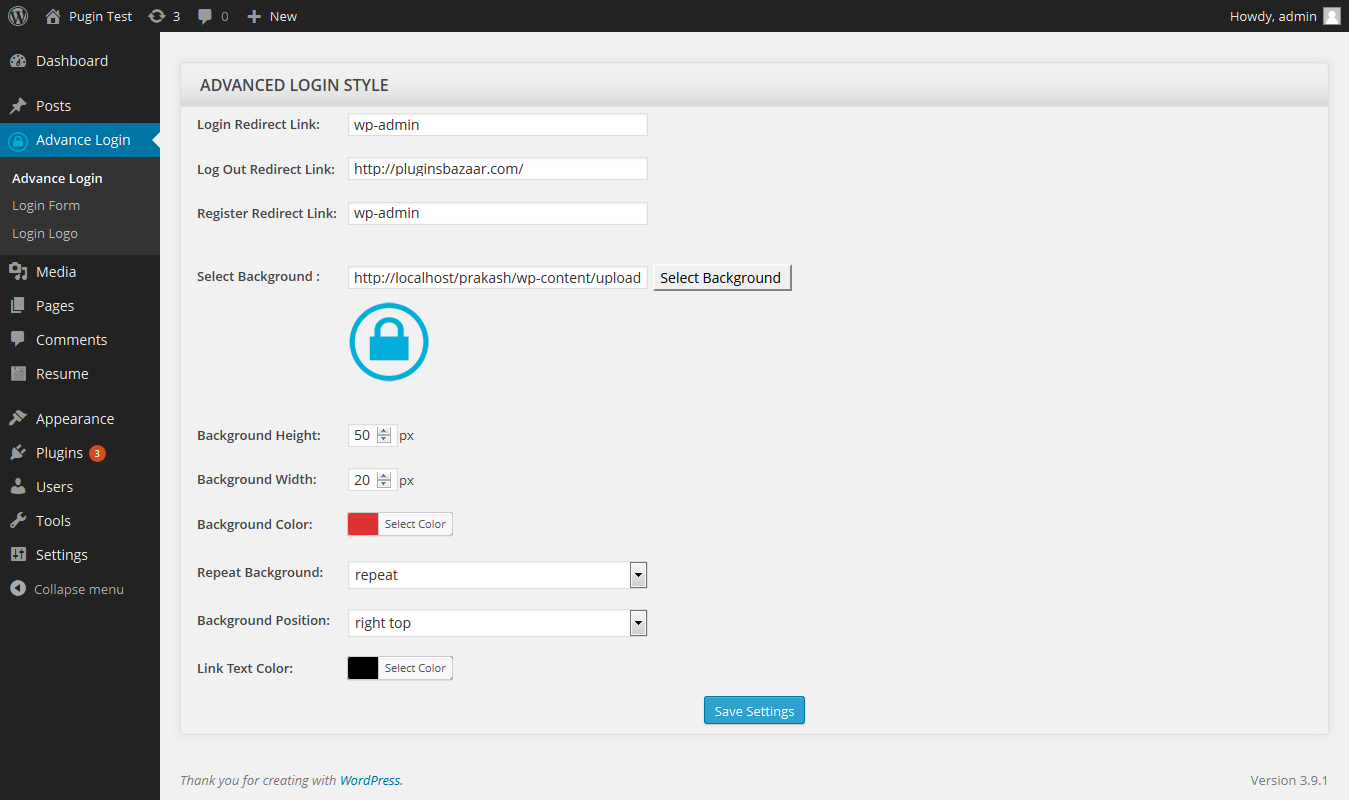 Pugin Test 3 0 New Howdy, admin
Dashboard
Posts
Advance Login
Advance Login
Login Form
Login Logo
Media
Pages
Comments
Resume
Appearance
Plugins 3
Users
Tools
Settings
Collapse menu
ADVANCED LOGIN STYLE
Login Redirect Link: wp-admin
Log Out Redirect Link: http://pluginsbazaar.com/
Register Redirect Link: wp-admin
Select Background : http://localhost/prakash/wp-content/upload Select Background
Background Height: 50 px
Background Width: 20 px
Background Color: Select Color
Repeat Background: repeat
Background Position: right top
Link Text Color: Select Color
Save Settings
Thank you for creating with WordPress. Version 3.9.1